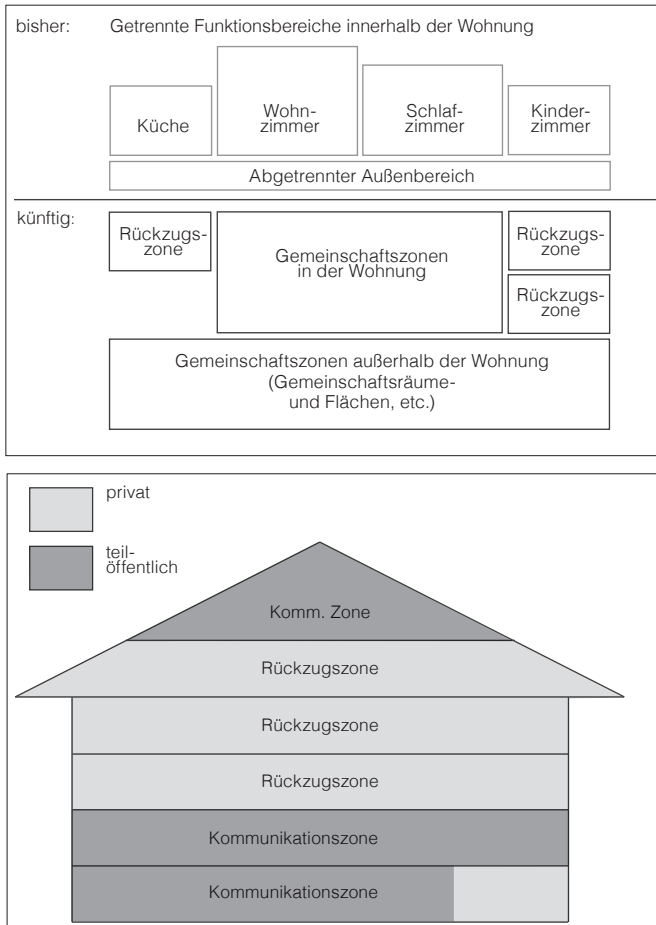 bisher: Getrennte Funktionsbereiche innerhalb der Wohnung
Küche
Wohn-
zimmer
Schlaf-
zimmer
Kinder-
zimmer
Abgetrennter Außenbereich
künftig:
Rückzugs-
zone
Gemeinschaftszonen
in der Wohnung
Rückzugs-
zone
Rückzugs-
zone
Gemeinschaftszonen außerhalb der Wohnung
(Gemeinschaftsräume-
und Flächen, etc.)
privat
teil-
öffentlich
Komm. Zone
Rückzugszone
Rückzugszone
Rückzugszone
Kommunikationszone
Kommunikationszone